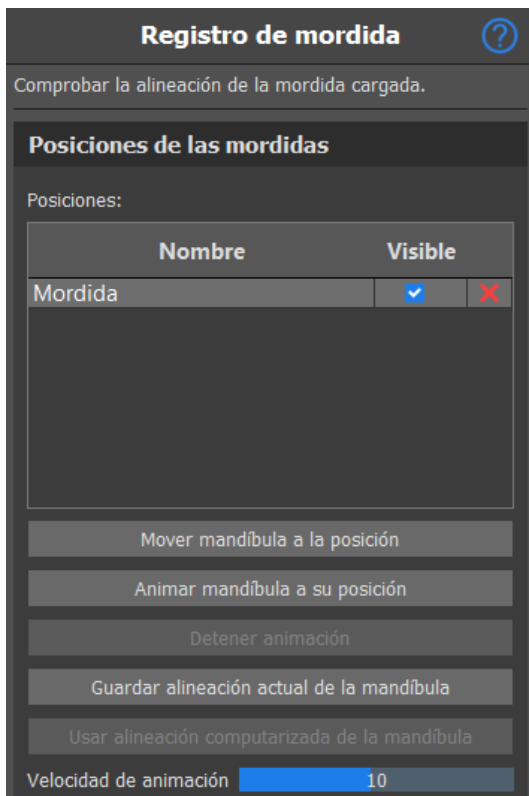 Registro de mordida
Comprobar la alineación de la mordida cargada.
Posiciones de las mordidas
Posiciones:
Nombre Visible
Mordida
Mover mandíbula a la posición
Animar mandíbula a su posición
Detener animación
Guardar alineación actual de la mandíbula
Usar alineación computarizada de la mandíbula
Velocidad de animación 10